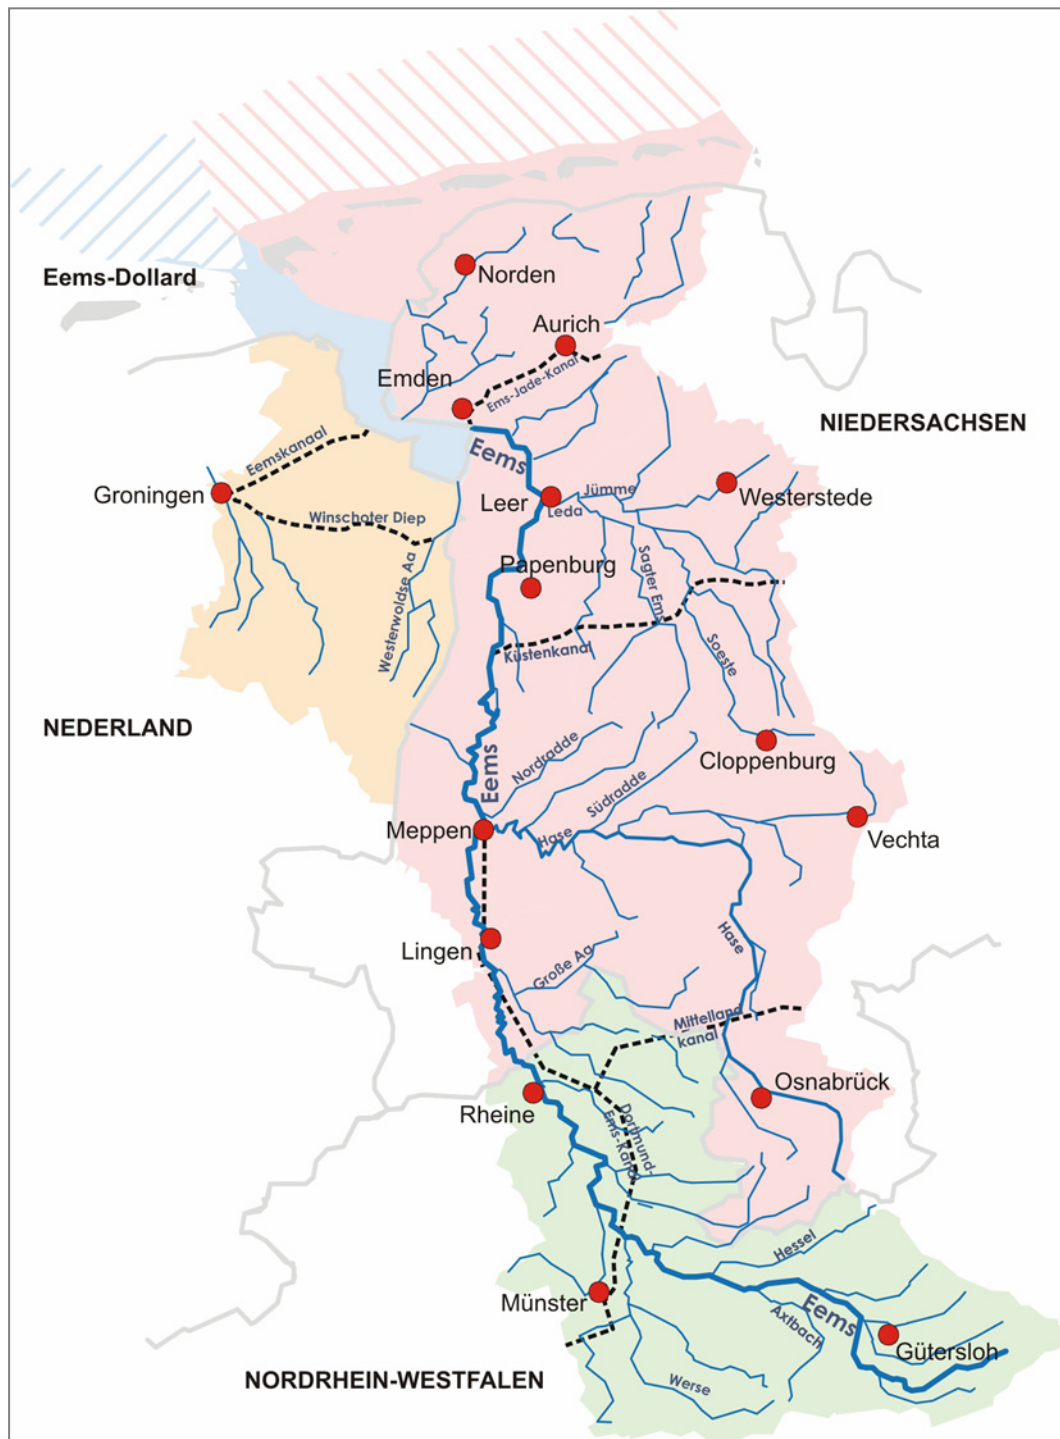 Eems-Dollard
Norden
Aurich
Emden
Ems-Jade-Kanal
NIEDERSACHSEN
Eems
Eemskanaal
Groningen
Leer
Jümme
Leda
Westerstede
Winschoter Diep
Papenburg
Sagter Ems
Westerwoldse Aa
Küstenkanal
Soeste
NEDERLAND
Eems
Nordradde
Cloppenburg
Südradde
Meppen
Hase
Vechta
Hase
Lingen
Große Aa
Mittelland
kanal
Osnabrück
Rheine
Dortmund-
Ems-Kanal
Hessel
Münster
Eems
Axtbach
Gütersloh
NORDRHEIN-WESTFALEN
Werse